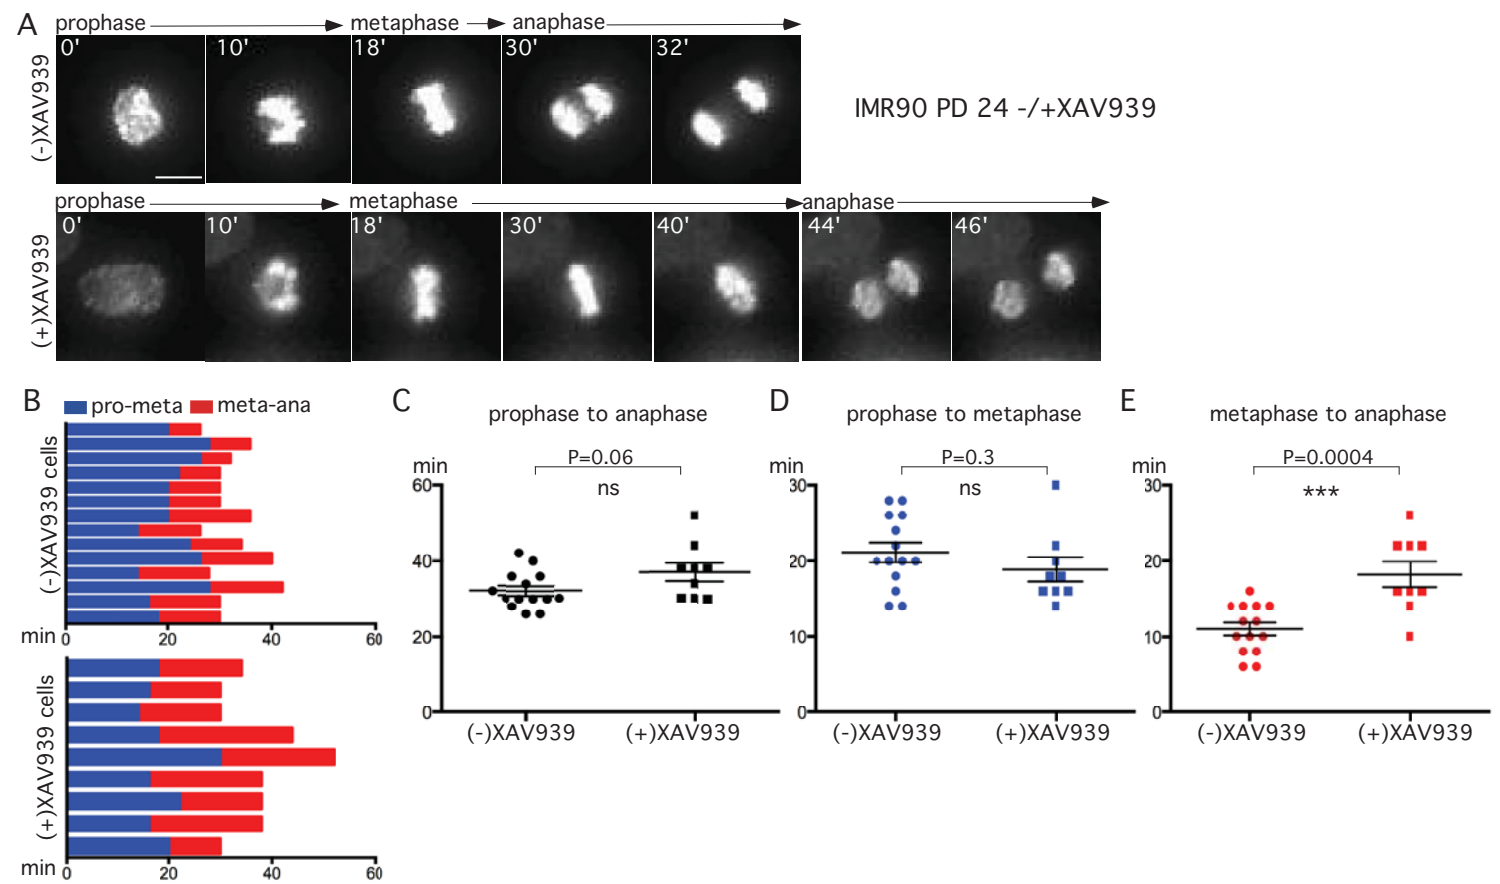 A
prophase metaphase anaphase
(-)XAV939
0' 10' 18' 30' 32'
IMR90 PD 24 -/+XAV939
prophase metaphase anaphase
(+)XAV939
0' 10' 18' 30' 40' 44' 46'
B
pro-meta meta-ana
(-)XAV939 cells
min 0 20 40 60
(+)XAV939 cells
min 0 20 40 60
C
prophase to anaphase
min
P=0.06
ns
60
40
20
0
(-)XAV939 (+)XAV939
D
prophase to metaphase
min
P=0.3
ns
30
20
10
0
(-)XAV939 (+)XAV939
E
metaphase to anaphase
min
P=0.0004
***
30
20
10
0
(-)XAV939 (+)XAV939